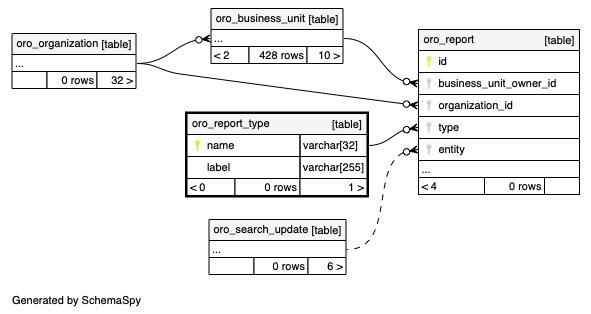 oro_business_unit [table]
...
< 2 428 rows 10 >
oro_organization [table]
...
0 rows 32 >
oro_report [table]
id
business_unit_owner_id
organization_id
type
entity
...
< 4 0 rows
oro_report_type [table]
name varchar[32]
label varchar[255]
< 0 0 rows 1 >
oro_search_update [table]
...
0 rows 6 >
Generated by SchemaSpy